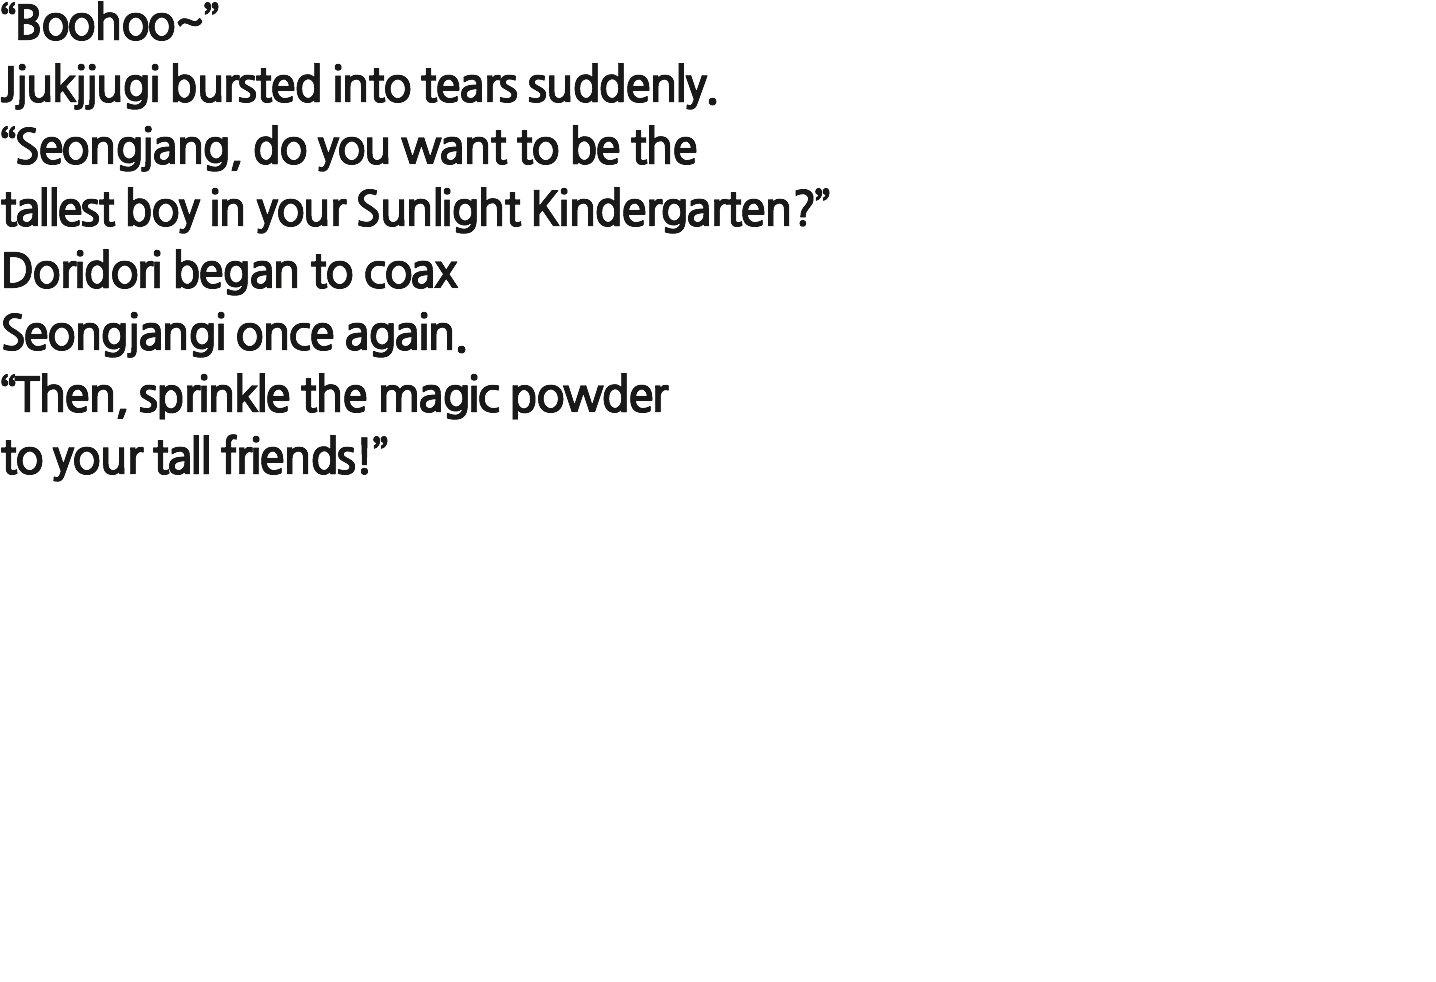 “Boohoo~”
Jjukjjugi bursted into tears suddenly.
“Seongjang, do you want to be the
tallest boy in your Sunlight Kindergarten?”
Doridori began to coax
Seongjangi once again.
“Then, sprinkle the magic powder
to your tall friends!”